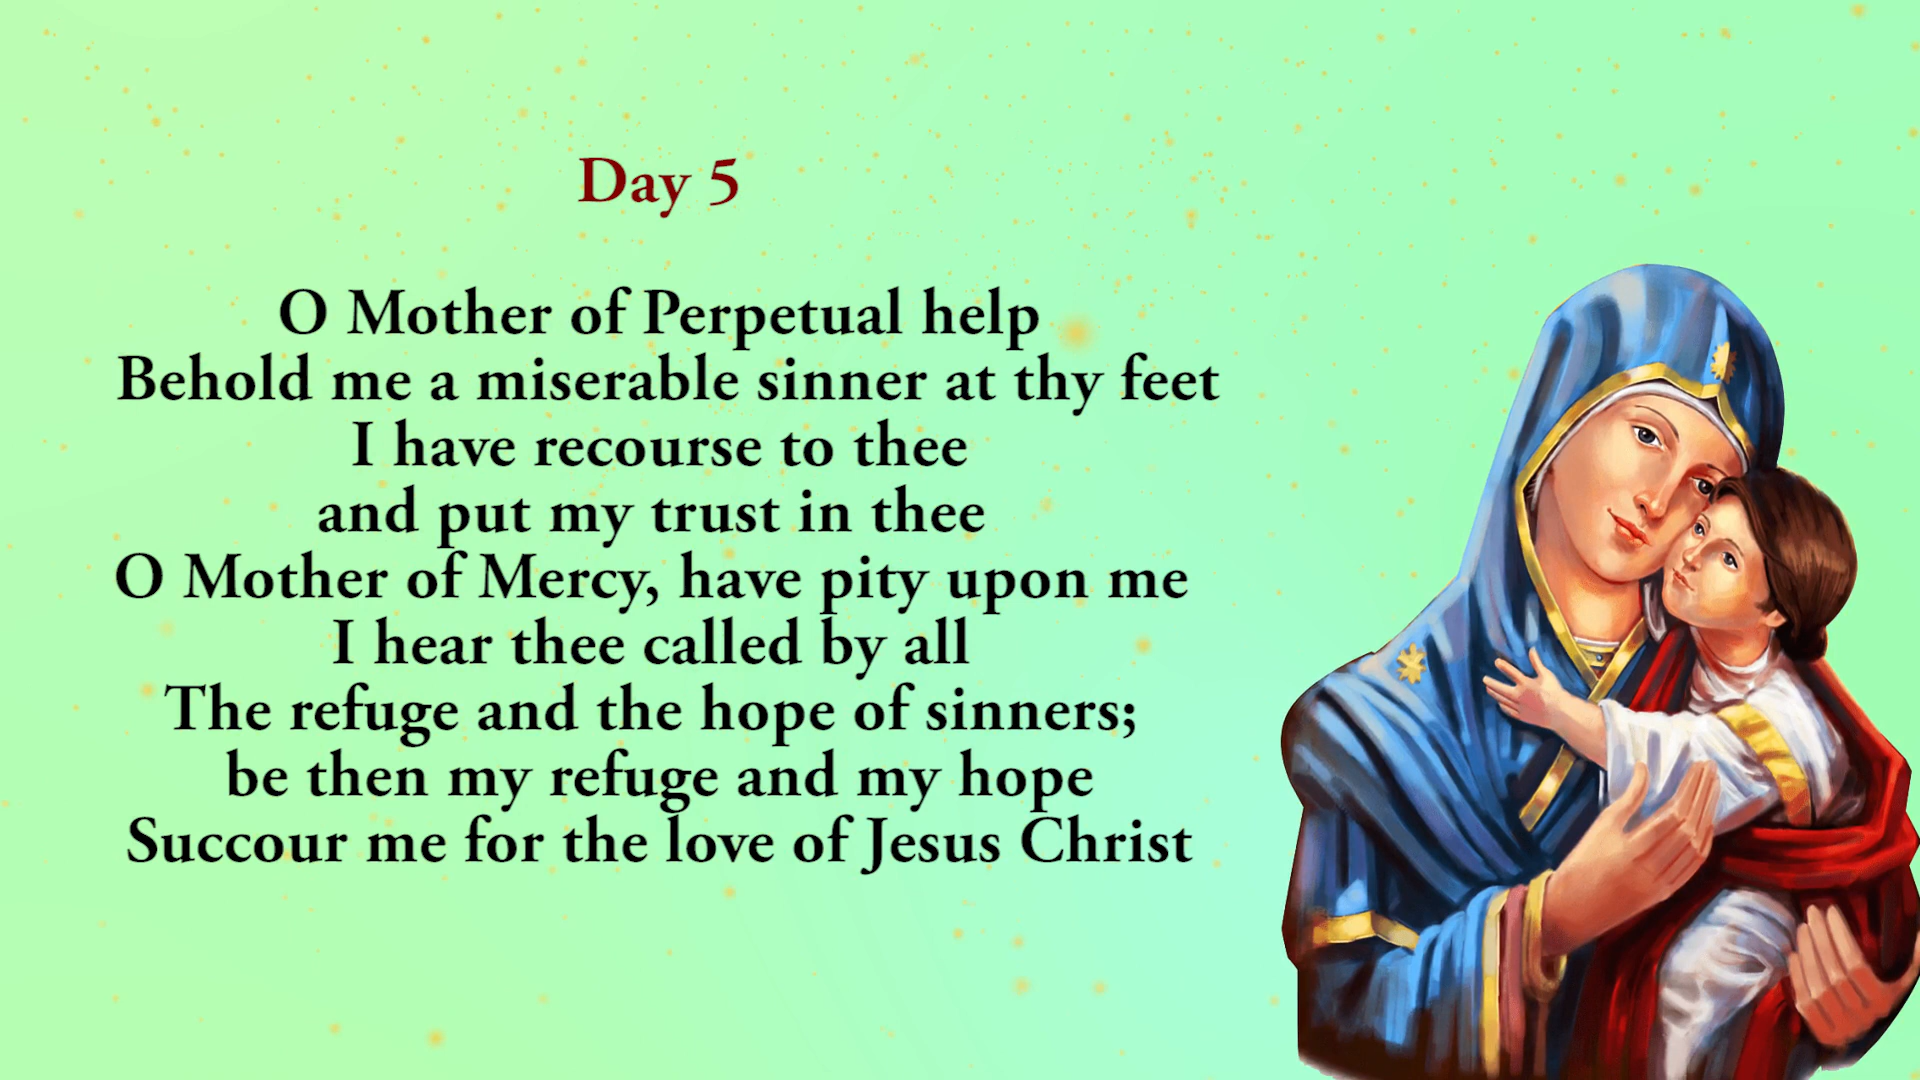 Day 5
O Mother of Perpetual help
Behold me a miserable sinner at thy feet
I have recourse to thee
and put my trust in thee
O Mother of Mercy, have pity upon me
I hear thee called by all
The refuge and the hope of sinners;
be then my refuge and my hope
Succour me for the love of Jesus Christ